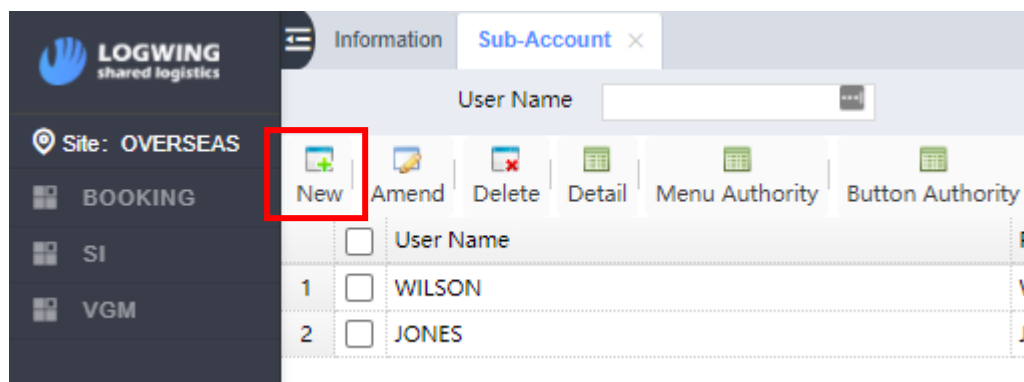 LOGWING
shared logistics
Information Sub-Account
User Name
Site: OVERSEAS
New Amend Delete Detail Menu Authority Button Authority
BOOKING
User Name
SI
1 WILSON
VGM
2 JONES